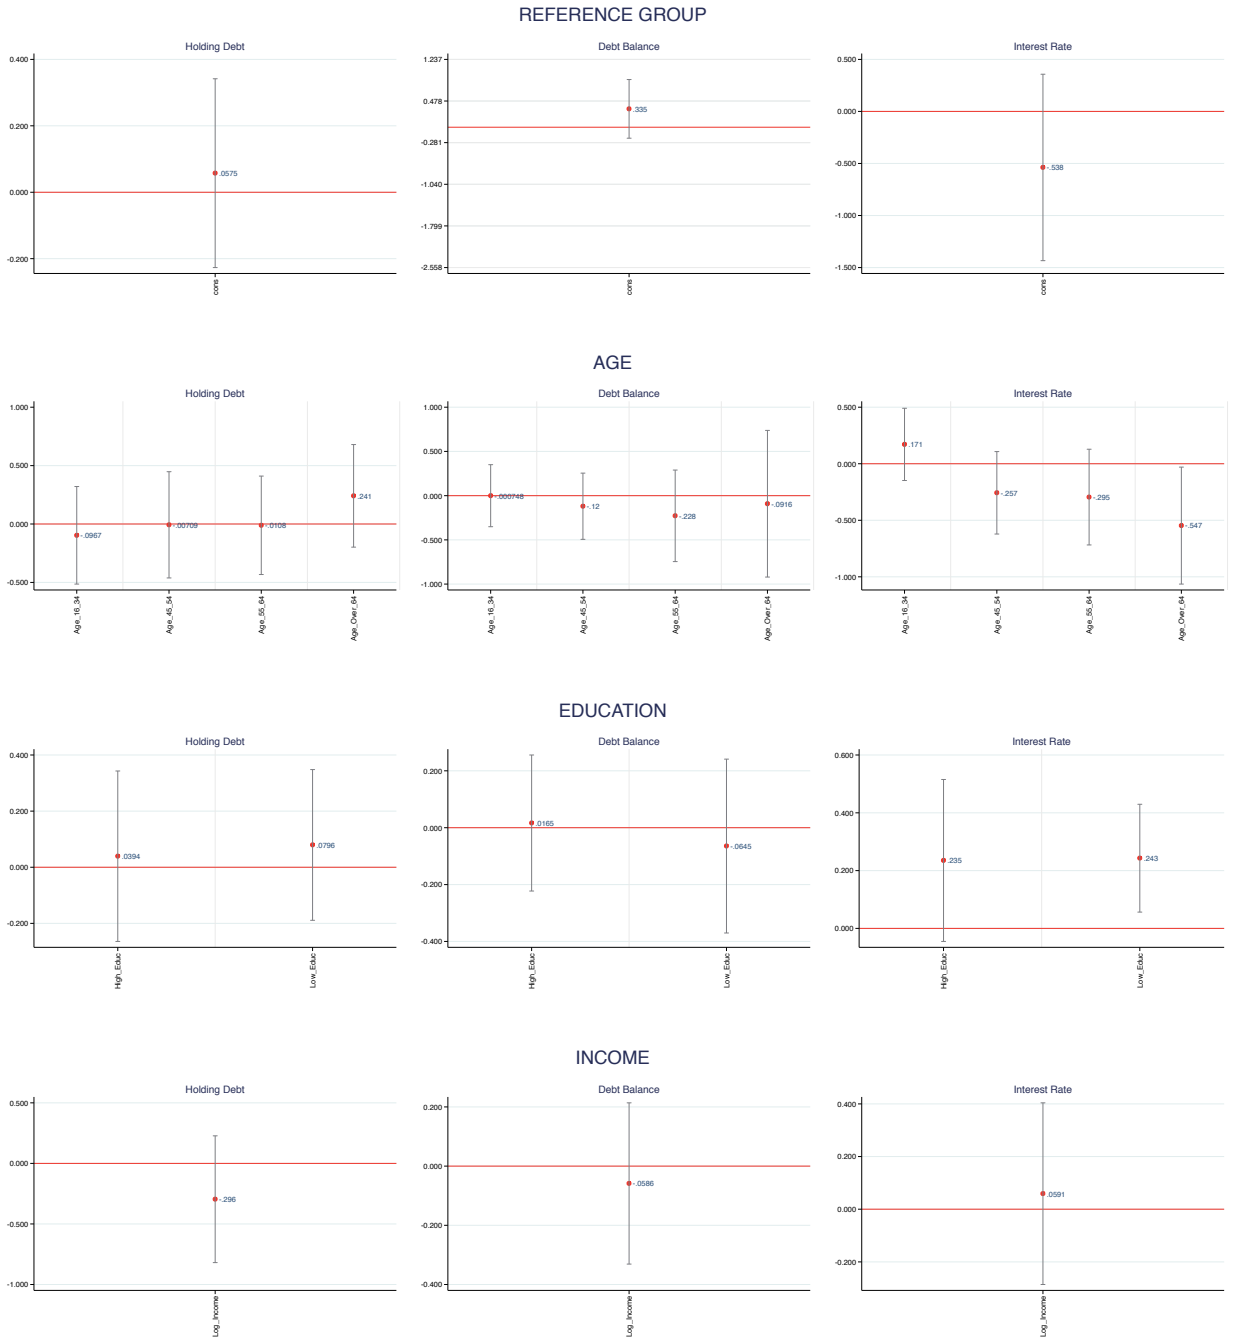 REFERENCE GROUP
Holding Debt
0.400
0.200
0.000
-0.200
.0575
cons
Debt Balance
1.237
0.478
-0.281
-1.040
-1.799
-2.558
.335
cons
Interest Rate
0.500
0.000
-0.500
-1.000
-1.500
-.538
cons
AGE
Holding Debt
1.000
0.500
0.000
-0.500
-.0967
-.00709
-.0108
.241
Age_16_34
Age_45_54
Age_55_64
Age_Over_64
Debt Balance
1.000
0.500
0.000
-0.500
-1.000
-.000748
-.12
-.228
-.0916
Age_16_34
Age_45_54
Age_55_64
Age_Over_64
Interest Rate
0.500
0.000
-0.500
-1.000
.171
-.257
-.295
-.547
Age_16_34
Age_45_54
Age_55_64
Age_Over_64
EDUCATION
Holding Debt
0.400
0.200
0.000
-0.200
.0394
.0796
High_Educ
Low_Educ
Debt Balance
0.200
0.000
-0.200
-0.400
.0165
-.0645
High_Educ
Low_Educ
Interest Rate
0.600
0.400
0.200
0.000
.235
.243
High_Educ
Low_Educ
INCOME
Holding Debt
0.500
0.000
-0.500
-1.000
-.296
Log_Income
Debt Balance
0.200
0.000
-0.200
-0.400
-.0586
Log_Income
Interest Rate
0.400
0.200
0.000
-0.200
.0591
Log_Income